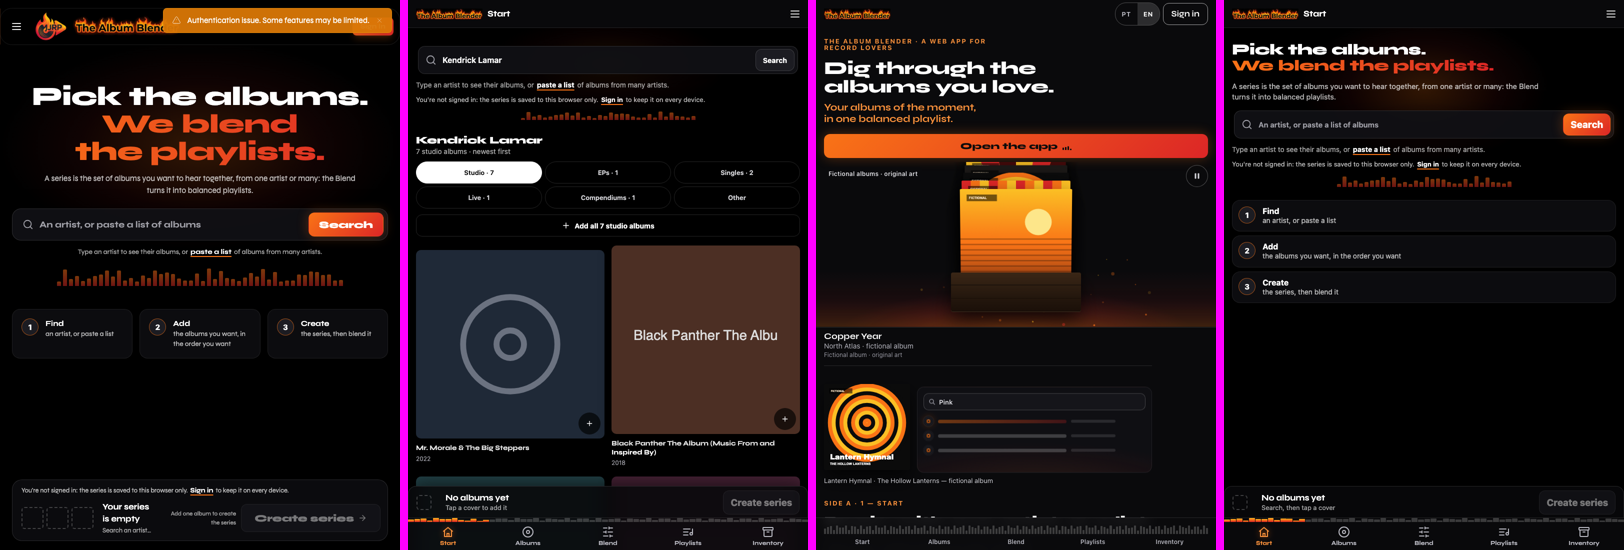 JAPP
The Album Blend
Authentication issue. Some features may be limited.
Pick the albums.
We blend
the playlists.
A series is the set of albums you want to hear together, from one artist or many: the Blend
turns it into balanced playlists.
An artist, or paste a list of albums
Search
Type an artist to see their albums, or paste a list of albums from many artists.
1
Find
an artist, or paste a list
2
Add
the albums you want, in
the order you want
3
Create
the series, then blend it
You're not signed in: the series is saved to this browser only. Sign in to keep it on every device.
Your series
is empty
Search an artist...
Add one album to create
the series
Create series →
The Album Blender
Start
Kendrick Lamar
Search
Type an artist to see their albums, or paste a list of albums from many artists.
You're not signed in: the series is saved to this browser only. Sign in to keep it on every device.
Kendrick Lamar
7 studio albums · newest first
Studio · 7
EPs · 1
Singles · 2
Live · 1
Compendiums · 1
Other
+ Add all 7 studio albums
Black Panther The Albu
+
+
Mr. Morale & The Big Steppers
2022
Black Panther The Album (Music From and
Inspired By)
2018
No albums yet
Tap a cover to add it
Create series
Start
Albums
Blend
Playlists
Inventory
The Album Blender
PT
EN
Sign in
THE ALBUM BLENDER · A WEB APP FOR
RECORD LOVERS
Dig through the
albums you love.
Your albums of the moment,
in one balanced playlist.
Open the app
Fictional albums · original art
FICTIONAL
Copper Year
North Atlas · fictional album
Fictional album · original art
FICTIONAL
Lantern Hymnal
THE HOLLOW LANTERNS
Pink
Lantern Hymnal · The Hollow Lanterns — fictional album
SIDE A · 1 — START
Start
Albums
Blend
Playlists
Inventory
The Album Blender
Start
Pick the albums.
We blend the playlists.
A series is the set of albums you want to hear together, from one artist or many: the Blend
turns it into balanced playlists.
An artist, or paste a list of albums
Search
Type an artist to see their albums, or paste a list of albums from many artists.
You're not signed in: the series is saved to this browser only. Sign in to keep it on every device.
1
Find
an artist, or paste a list
2
Add
the albums you want, in the order you want
3
Create
the series, then blend it
No albums yet
Search, then tap a cover
Create series
Start
Albums
Blend
Playlists
Inventory